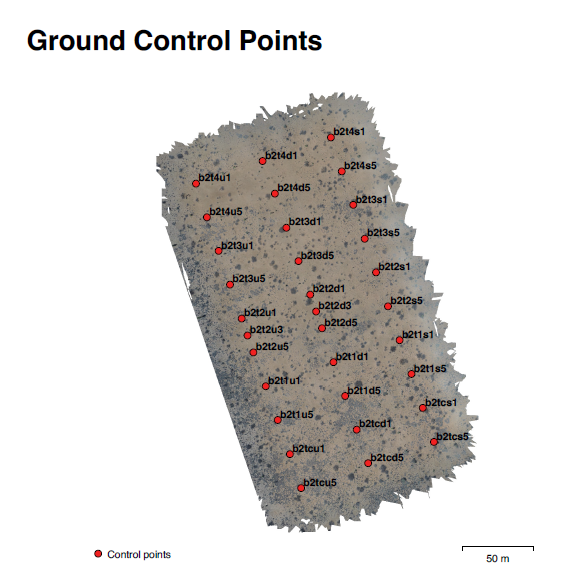 Ground Control Points
b2t4s1
b2t4d1
b2t4s5
b2t4u1
b2t4d5
b2t3s1
b2t4u5
b2t3d1
b2t3s5
b2t3u1
b2t3d5
b2t2s1
b2t3u5
b2t2d1
b2t2s5
b2t2d3
b2t2u1
b2t2d5
b2t2u3
b2t1s1
b2t2u5
b2t1d1
b2t1s5
b2t1u1
b2t1d5
b2tcs1
b2t1u5
b2tcd1
b2tcs5
b2tcu1
b2tcd5
b2tcu5
Control points
50 m